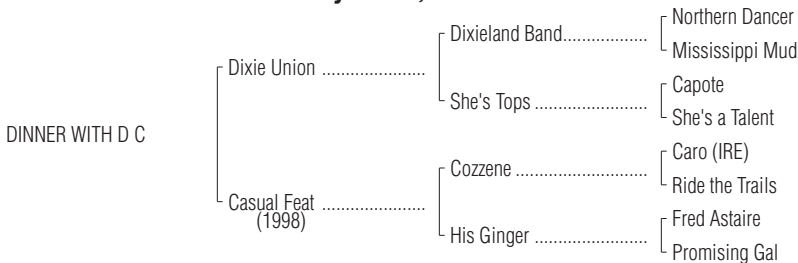 Northern Dancer
Dixieland Band..................
Mississippi Mud
Dixie Union ......................
Capote
She's Tops ........................
She's a Talent
DINNER WITH D C
Caro (IRE)
Cozzene ............................
Ride the Trails
Casual Feat ......................
(1998)
Fred Astaire
His Ginger ........................
Promising Gal